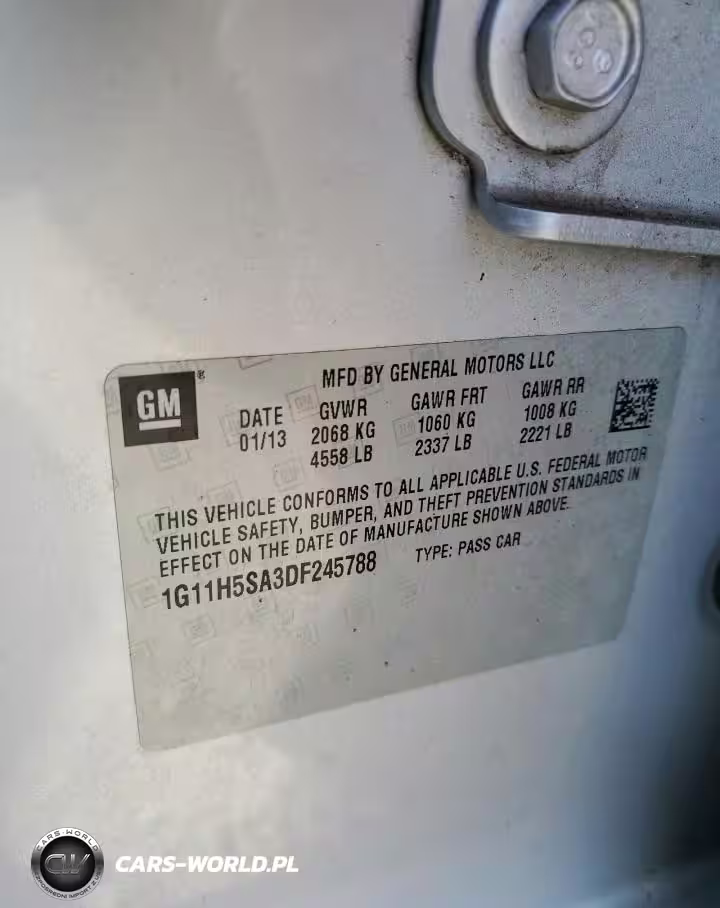 GM
®
MFD BY GENERAL MOTORS LLC
DATE GVWR GAWR FRT GAWR RR
01/13 2068 KG 1060 KG 1008 KG
4558 LB 2337 LB 2221 LB
THIS VEHICLE CONFORMS TO ALL APPLICABLE U.S. FEDERAL MOTOR
VEHICLE SAFETY, BUMPER, AND THEFT PREVENTION STANDARDS IN
EFFECT ON THE DATE OF MANUFACTURE SHOWN ABOVE.
1G11H5SA3DF245788 TYPE: PASS CAR
CARS-WORLD
CW
CARS-WORLD.PL